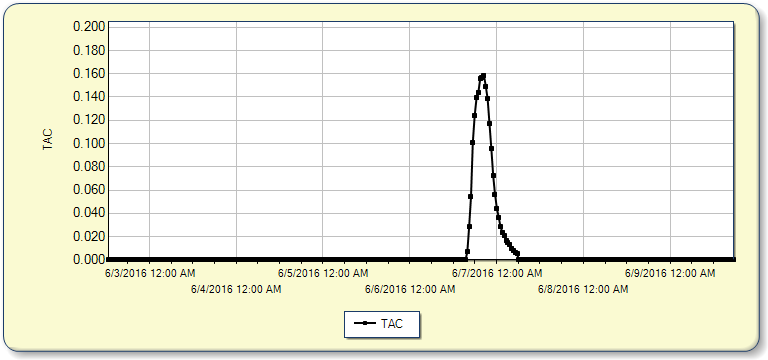 0.200
0.180
0.160
0.140
0.120
0.100
0.080
0.060
0.040
0.020
0.000
TAC
6/3/2016 12:00 AM
6/5/2016 12:00 AM
6/7/2016 12:00 AM
6/9/2016 12:00 AM
6/4/2016 12:00 AM
6/6/2016 12:00 AM
6/8/2016 12:00 AM
TAC